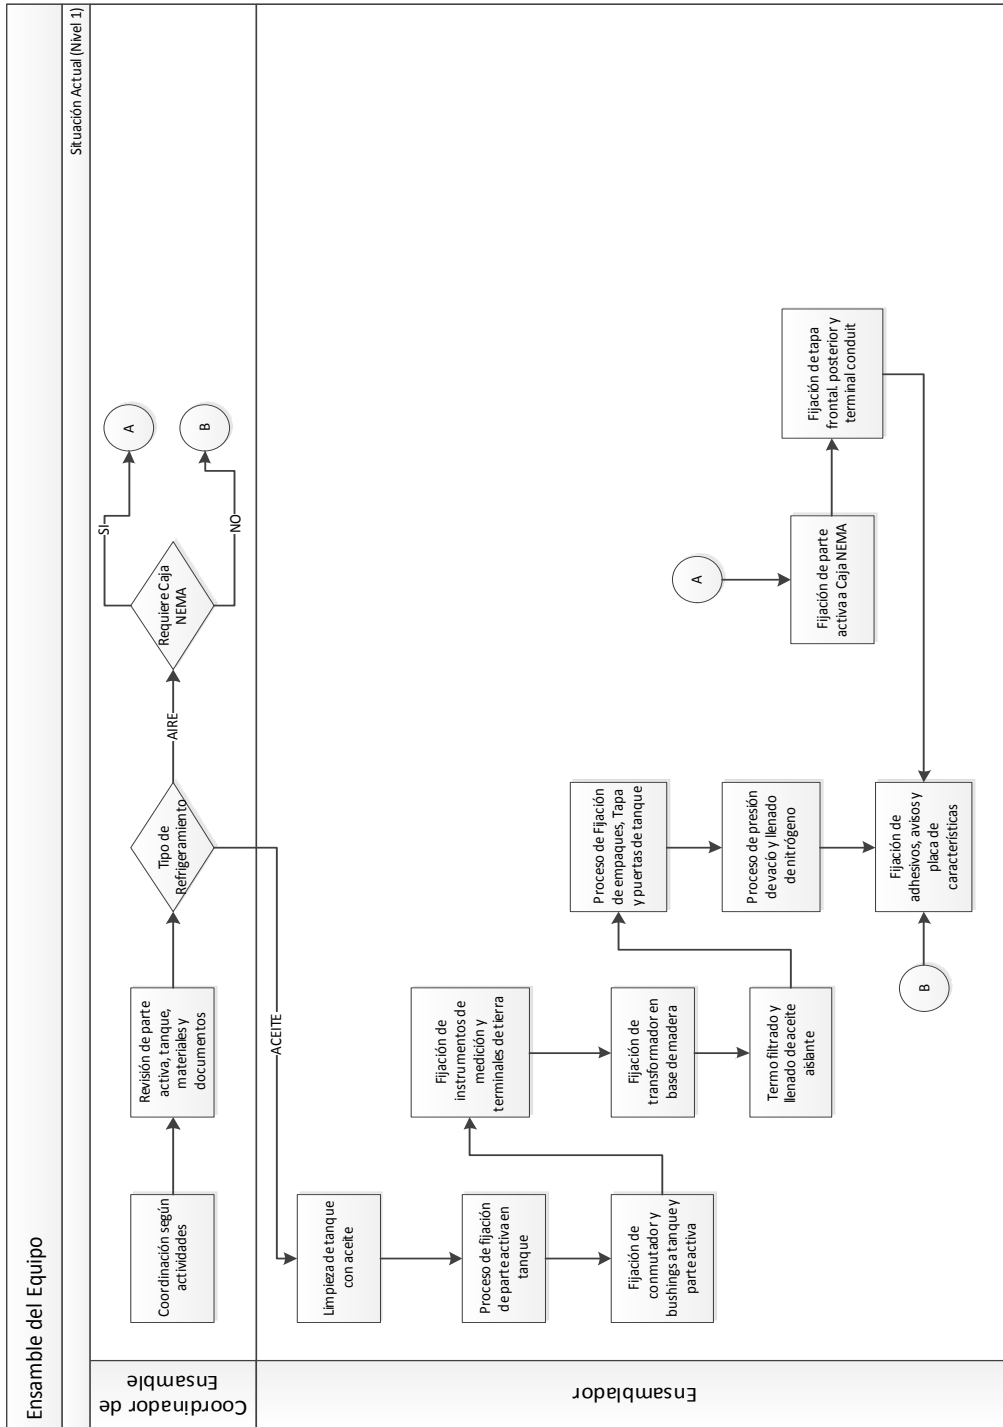 Ensamble del Equipo
Situación Actual (Nivel 1)
Coordinador de
Ensamble
Coordinación según
actividades
Revisión de parte
activa, tanque,
materiales y
documentos
Tipo de
Refrigeramiento
AIRE
ACEITE
Requiere Caja
NEMA
SI
NO
A
B
Ensamblador
Limpieza de tanque
con aceite
Proceso de fijación
de parte activa en
tanque
Fijación de
conmutador y
bushings a tanque y
parte activa
Fijación de
instrumentos de
medición y
terminales de tierra
Fijación de
transformador en
base de madera
Termo filtrado y
llenado de aceite
aislante
Proceso de Fijación
de empaques, Tapa
y puertas de tanque
Proceso de presión
de vacío y llenado
de nitrógeno
Fijación de
adhesivos, avisos y
placa de
características
B
A
Fijación de parte
activa a Caja NEMA
Fijación de tapa
frontal. posterior y
terminal conduit